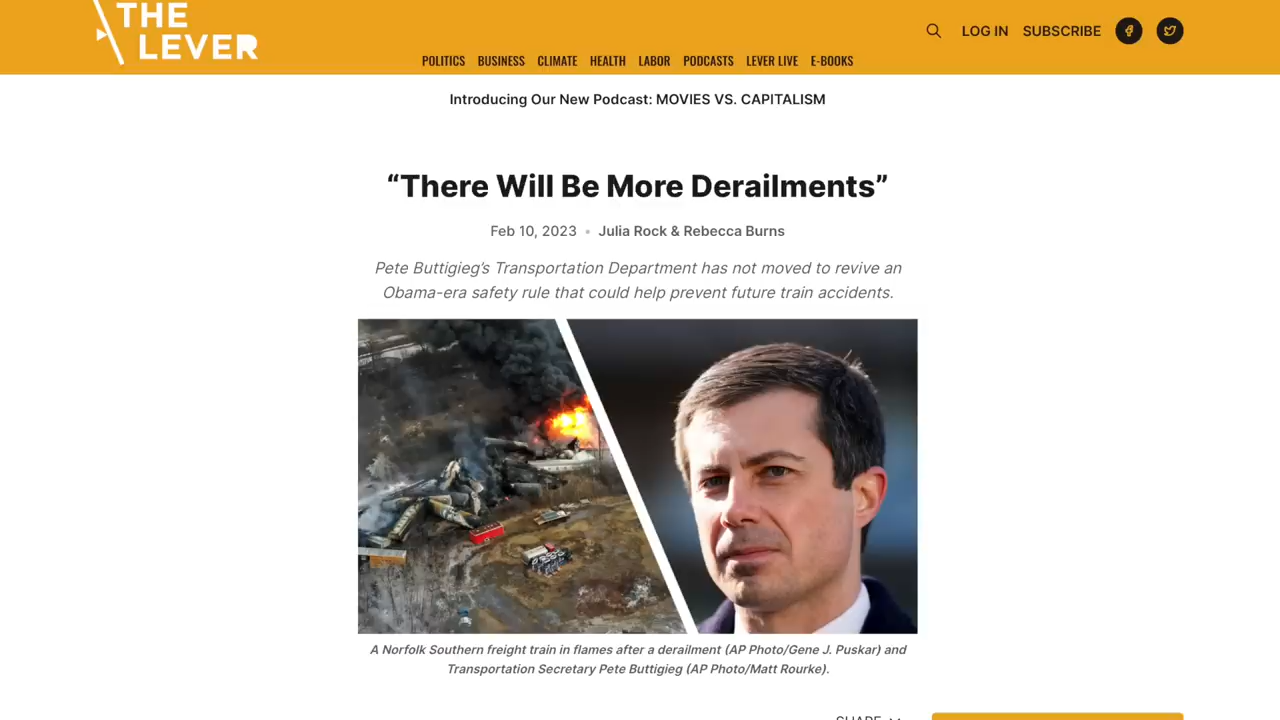 THE
LEVER
LOG IN SUBSCRIBE
POLITICS BUSINESS CLIMATE HEALTH LABOR PODCASTS LEVER LIVE E-BOOKS
Introducing Our New Podcast: MOVIES VS. CAPITALISM
“There Will Be More Derailments”
Feb 10, 2023 • Julia Rock & Rebecca Burns
Pete Buttigieg’s Transportation Department has not moved to revive an
Obama-era safety rule that could help prevent future train accidents.
A Norfolk Southern freight train in flames after a derailment (AP Photo/Gene J. Puskar) and
Transportation Secretary Pete Buttigieg (AP Photo/Matt Rourke).
SHARE